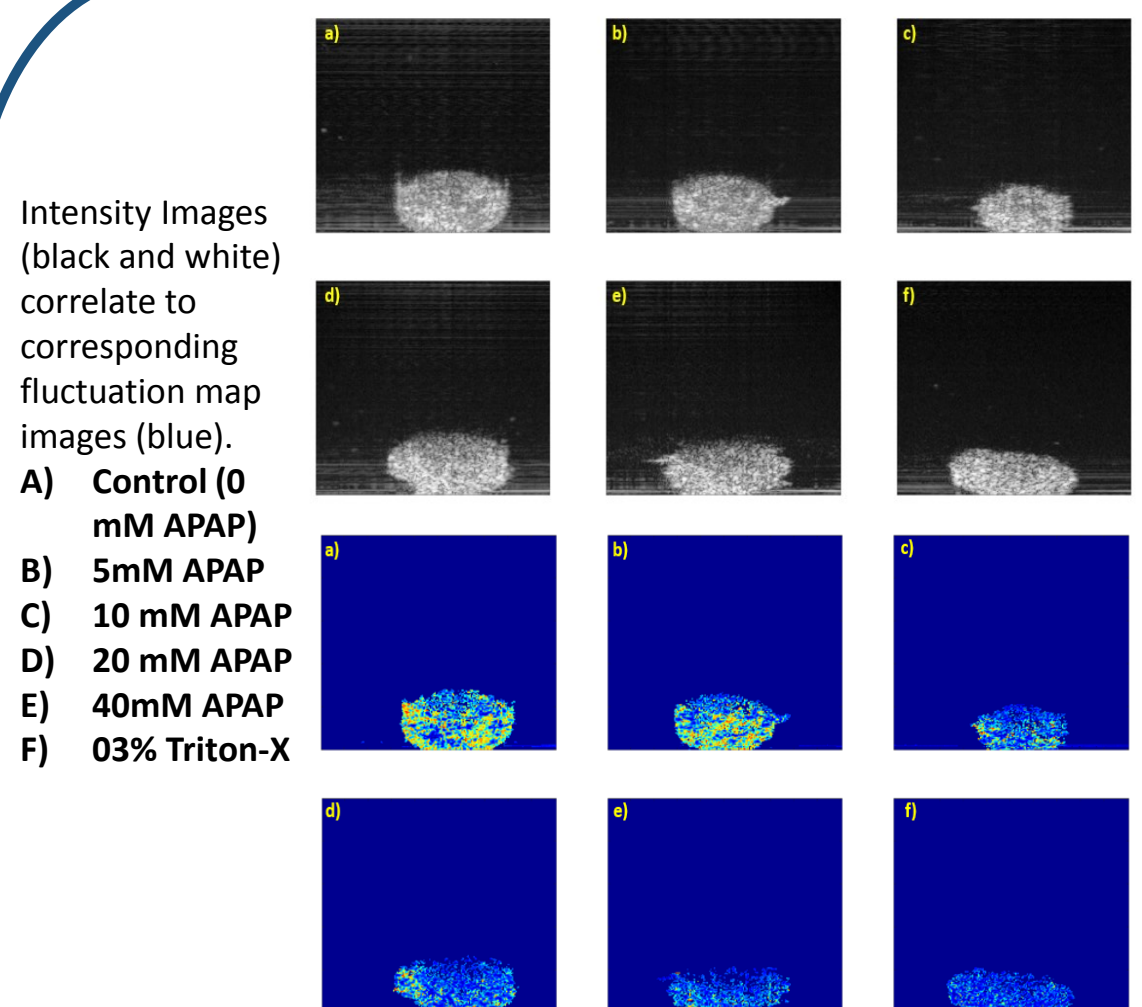 Intensity Images
(black and white)
correlate to
corresponding
fluctuation map
images (blue).
A) Control (0
mM APAP)
B) 5mM APAP
C) 10 mM APAP
D) 20 mM APAP
E) 40mM APAP
F) 03% Triton-X
a) b) c)
d) e) f)
a) b) c)
d) e) f)